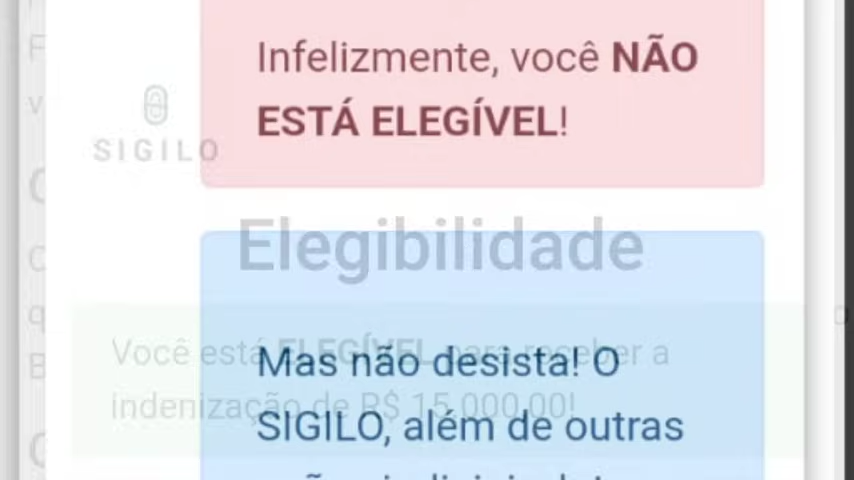 Infelizmente, você NÃO
ESTÁ ELEGÍVEL!
SIGILO
Elegibilidade
Você está ELEGÍVEL para receber a
indenização de R$ 15.000,00!
Mas não desista! O
SIGILO, além de outras